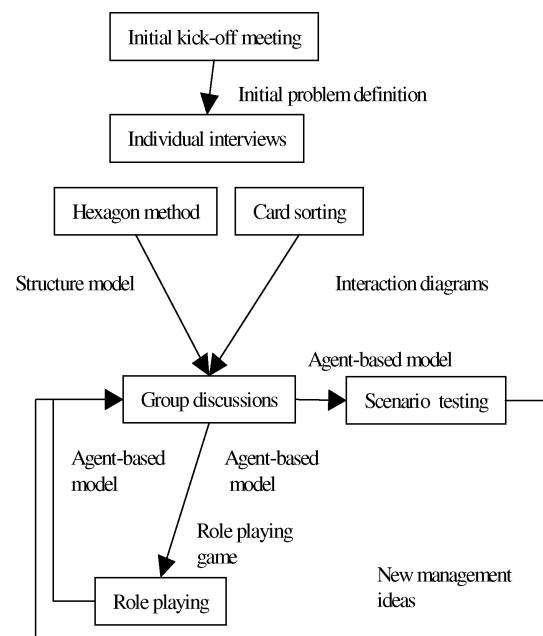 Initial kick-off meeting
Initial problem definition
Individual interviews
Hexagon method
Card sorting
Structure model
Interaction diagrams
Agent-based model
Group discussions
Scenario testing
Agent-based
model
Agent-based
model
Role playing
game
New management
ideas
Role playing